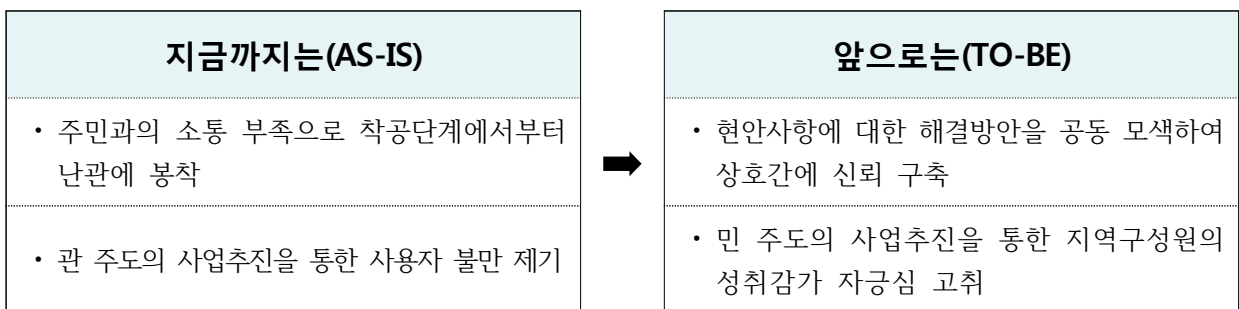 지금까지는(AS-IS)
• 주민과의 소통 부족으로 착공단계에서부터
난관에 봉착
• 관 주도의 사업추진을 통한 사용자 불만 제기
앞으로는(TO-BE)
• 현안사항에 대한 해결방안을 공동 모색하여
상호간에 신뢰 구축
• 민 주도의 사업추진을 통한 지역구성원의
성취감가 자긍심 고취